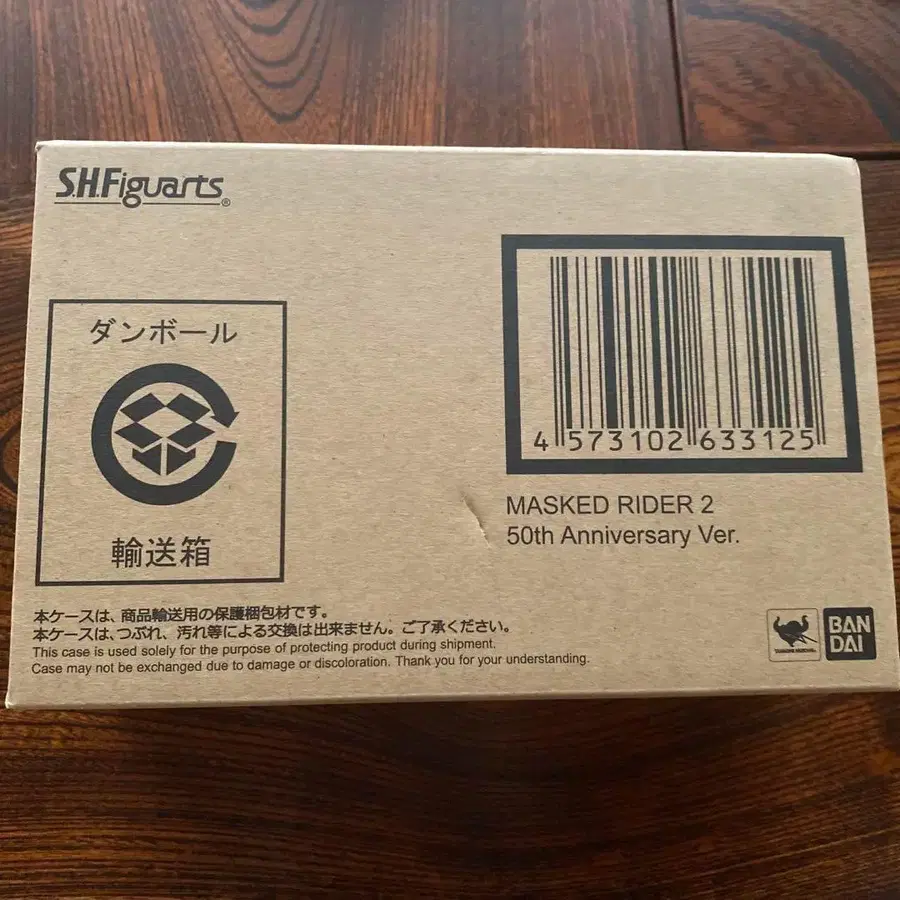 S.H.Figuarts®
ダンボール
輸送箱
4 573102 633125
MASKED RIDER 2
50th Anniversary Ver.
本ケースは、商品輸送用の保護梱包材です。
本ケースは、つぶれ、汚れ等による交換は出来ません。ご了承ください。
This case is used solely for the purpose of protecting product during shipment.
Case may not be exchanged due to damage or discoloration. Thank you for your understanding.
BAN
DAI